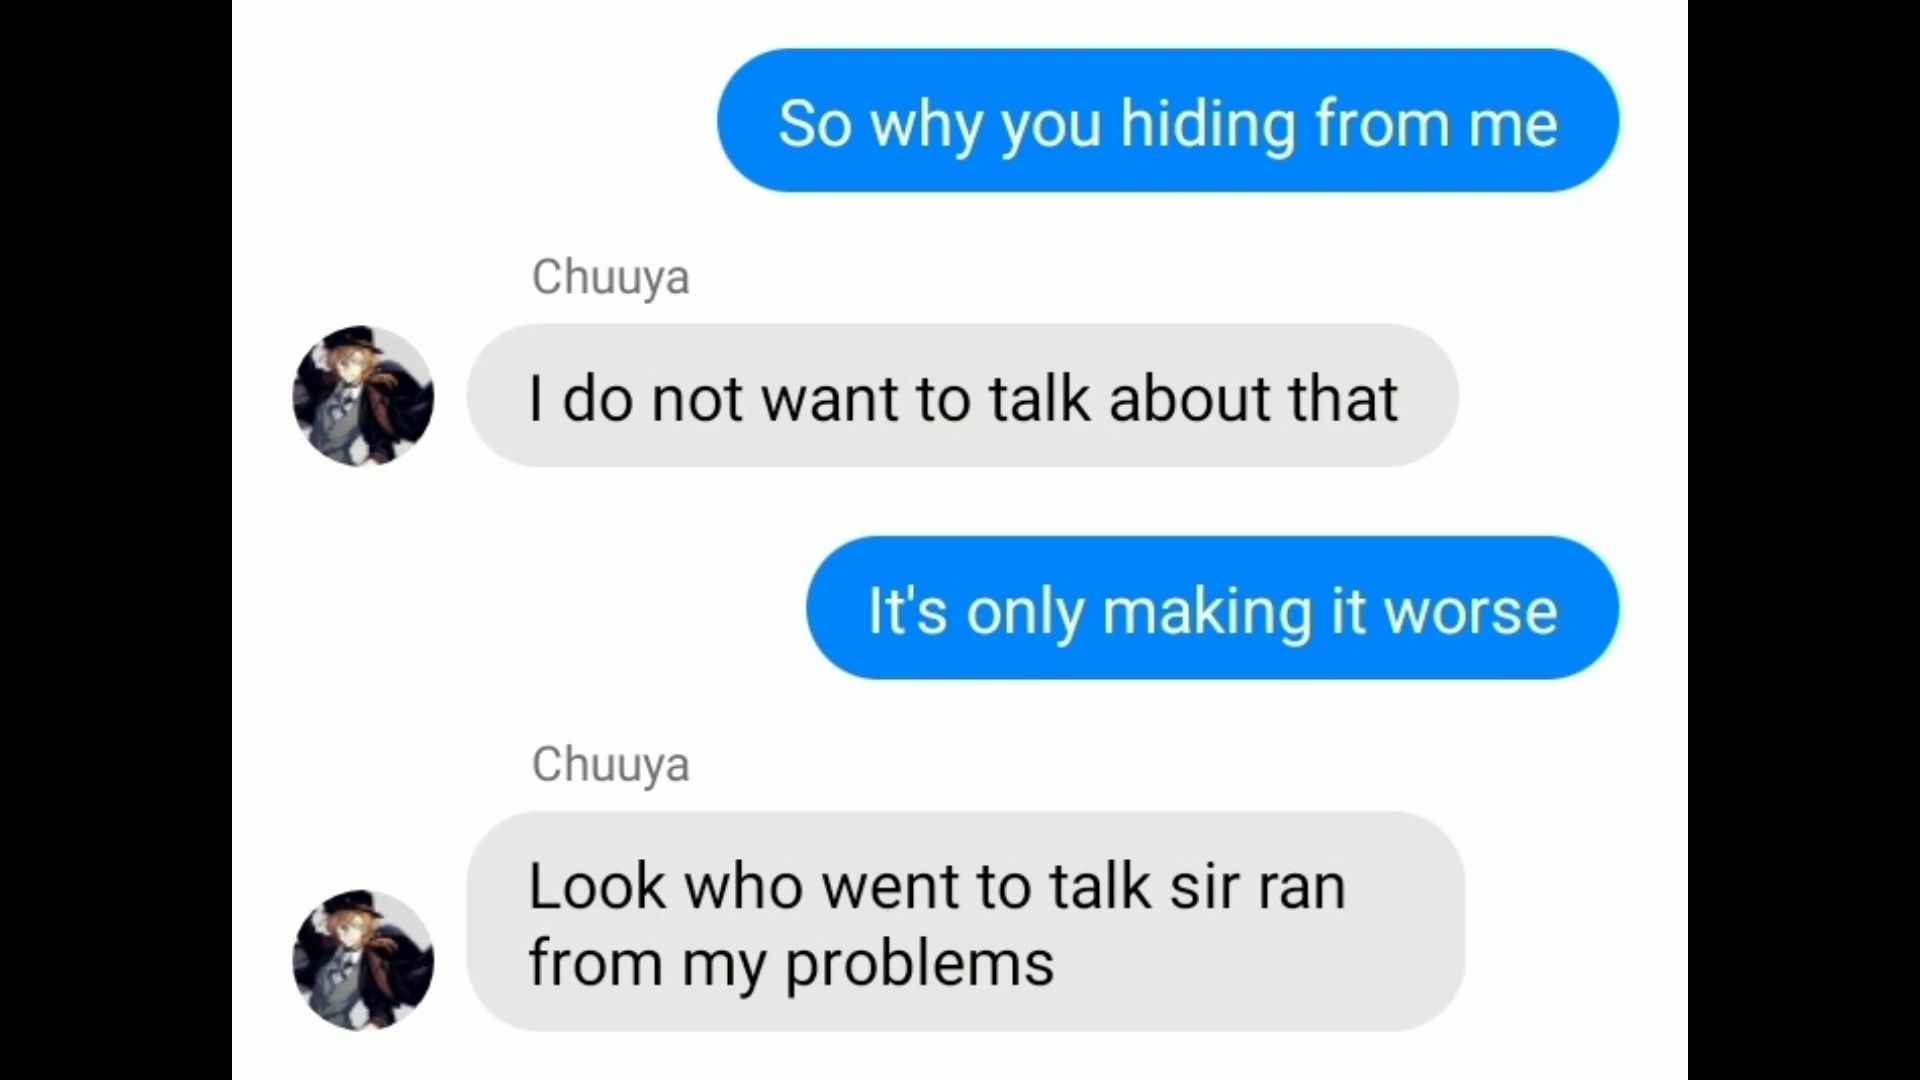 So why you hiding from me
Chuuya
I do not want to talk about that
It's only making it worse
Chuuya
Look who went to talk sir ran
from my problems